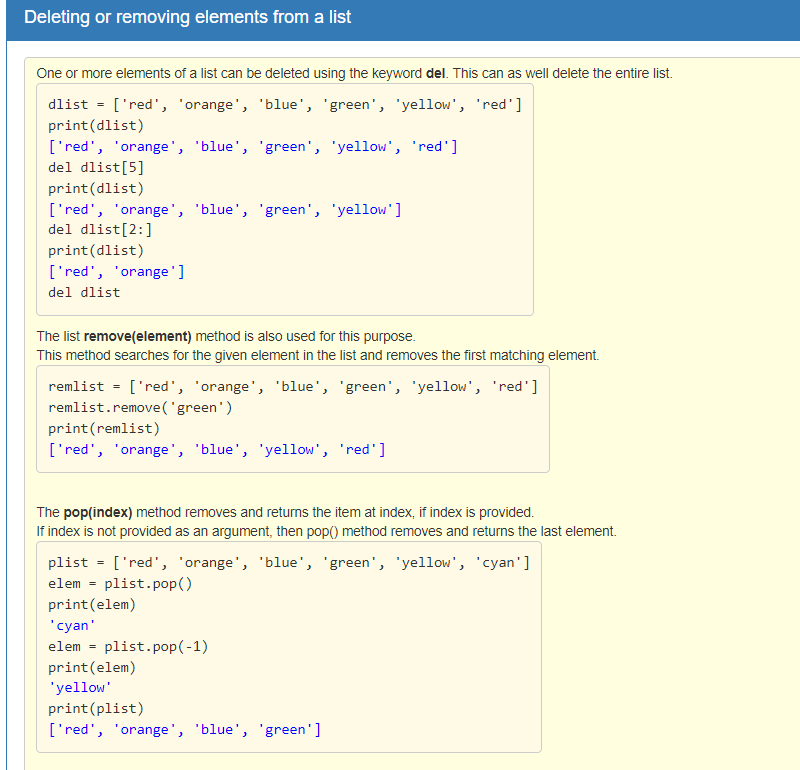 Deleting or removing elements from a list
One or more elements of a list can be deleted using the keyword del. This can as well delete the entire list.
dlist = ['red', 'orange', 'blue', 'green', 'yellow', 'red']
print(dlist)
['red', 'orange', 'blue', 'green', 'yellow', 'red']
del dlist[5]
print(dlist)
['red', 'orange', 'blue', 'green', 'yellow']
del dlist[2:]
print(dlist)
['red', 'orange']
del dlist
The list remove(element) method is also used for this purpose.
This method searches for the given element in the list and removes the first matching element.
remlist = ['red', 'orange', 'blue', 'green', 'yellow', 'red']
remlist.remove('green')
print(remlist)
['red', 'orange', 'blue', 'yellow', 'red']
The pop(index) method removes and returns the item at index, if index is provided.
If index is not provided as an argument, then pop() method removes and returns the last element.
plist = ['red', 'orange', 'blue', 'green', 'yellow', 'cyan']
elem = plist.pop()
print(elem)
'cyan'
elem = plist.pop(-1)
print(elem)
'yellow'
print(plist)
['red', 'orange', 'blue', 'green']